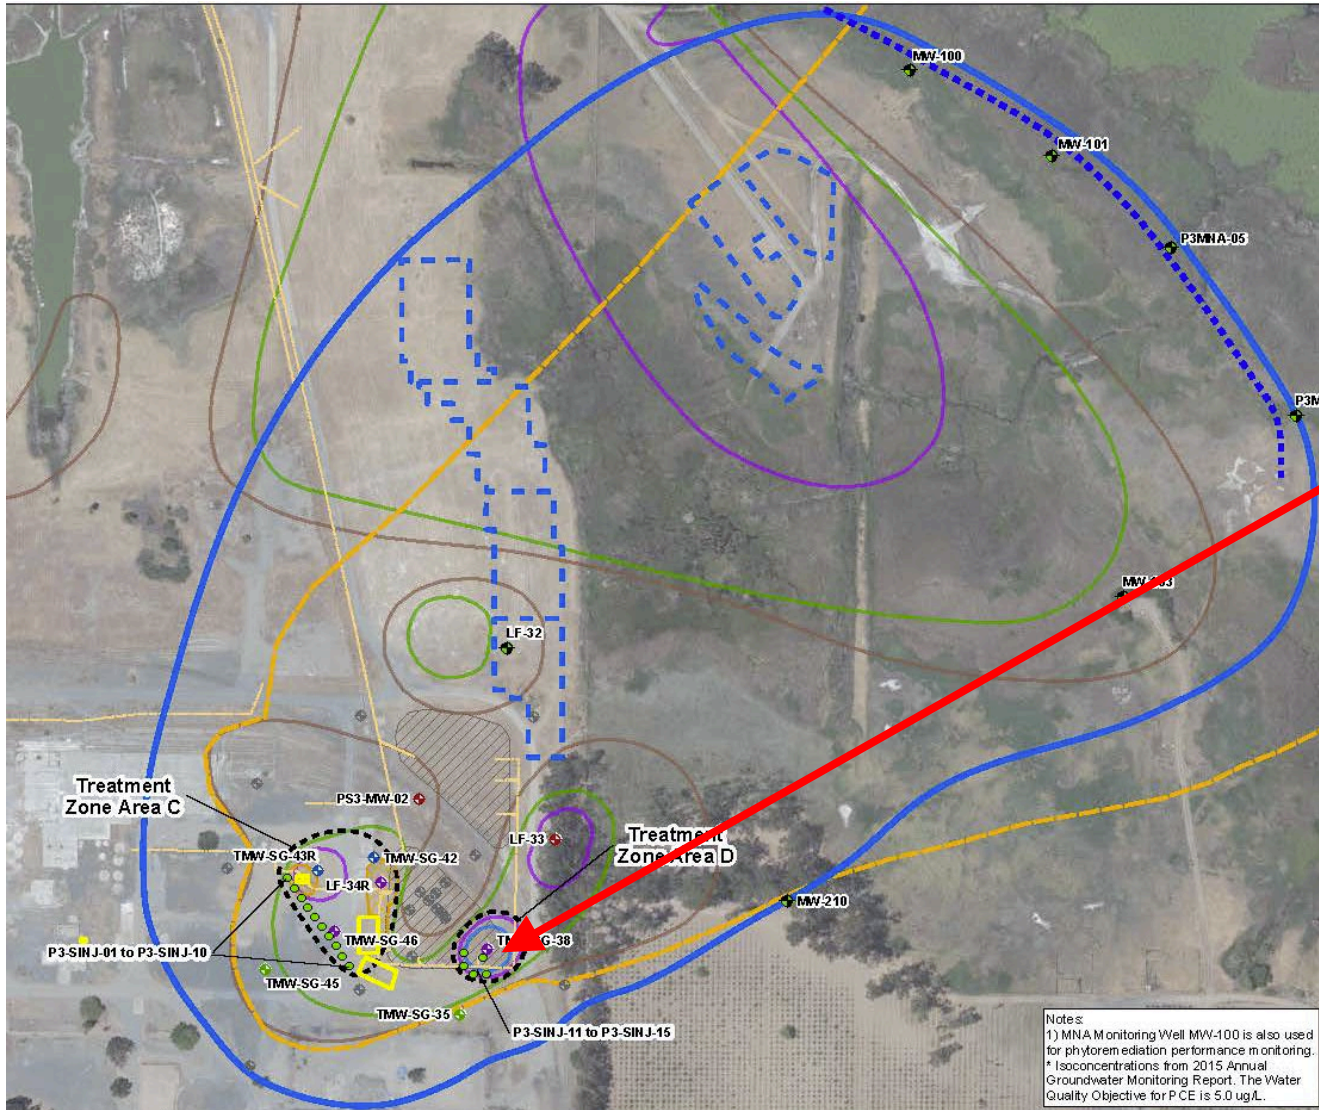 MW-100
MW-101
P3MNA-05
P3M
LF-32
Treatment
Zone Area C
PS3-MW-02
LF-33
Treatment
Zone Area D
TMW-SG-43R
TMW-SG-42
LF-34R
MW-210
TMW-SG-46
P3-SINJ-01 to P3-SINJ-10
TMW-SG-45
TMW-SG-35
P3-SINJ-11 to P3-SINJ-15
Notes:
1) MNA Monitoring Well MW-100 is also used
for phytoremediation performance monitoring.
* Isoconcentrations from 2015 Annual
Groundwater Monitoring Report. The Water
Quality Objective for PCE is 5.0 ug/L.